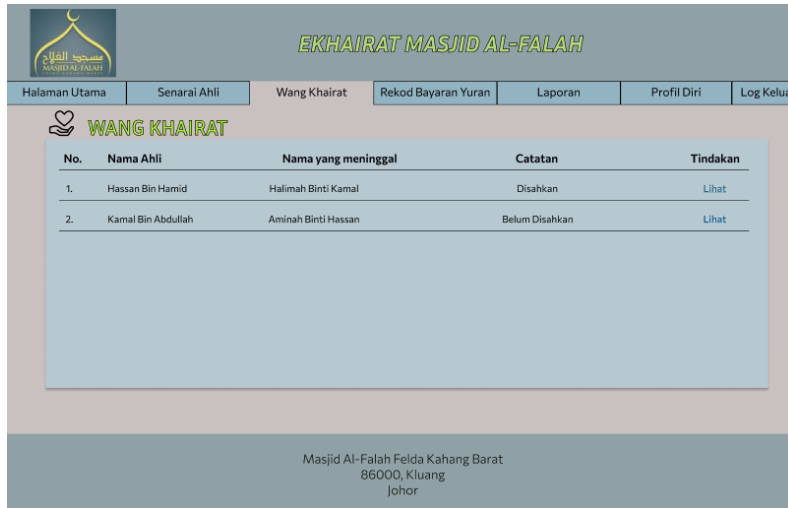 مسجد الفلاح
MASJID AL-FALAH
EKHAIRAT MASJID AL-FALAH
Halaman Utama Senarai Ahli Wang Khairat Rekod Bayaran Yuran Laporan Profil Diri Log Kelua
WANG KHAIRAT
No. Nama Ahli Nama yang meninggal Catatan Tindakan
1. Hassan Bin Hamid Halimah Binti Kamal Disahkan Lihat
2. Kamal Bin Abdullah Aminah Binti Hassan Belum Disahkan Lihat
Masjid Al-Falah Felda Kahang Barat
86000, Kluang
Johor